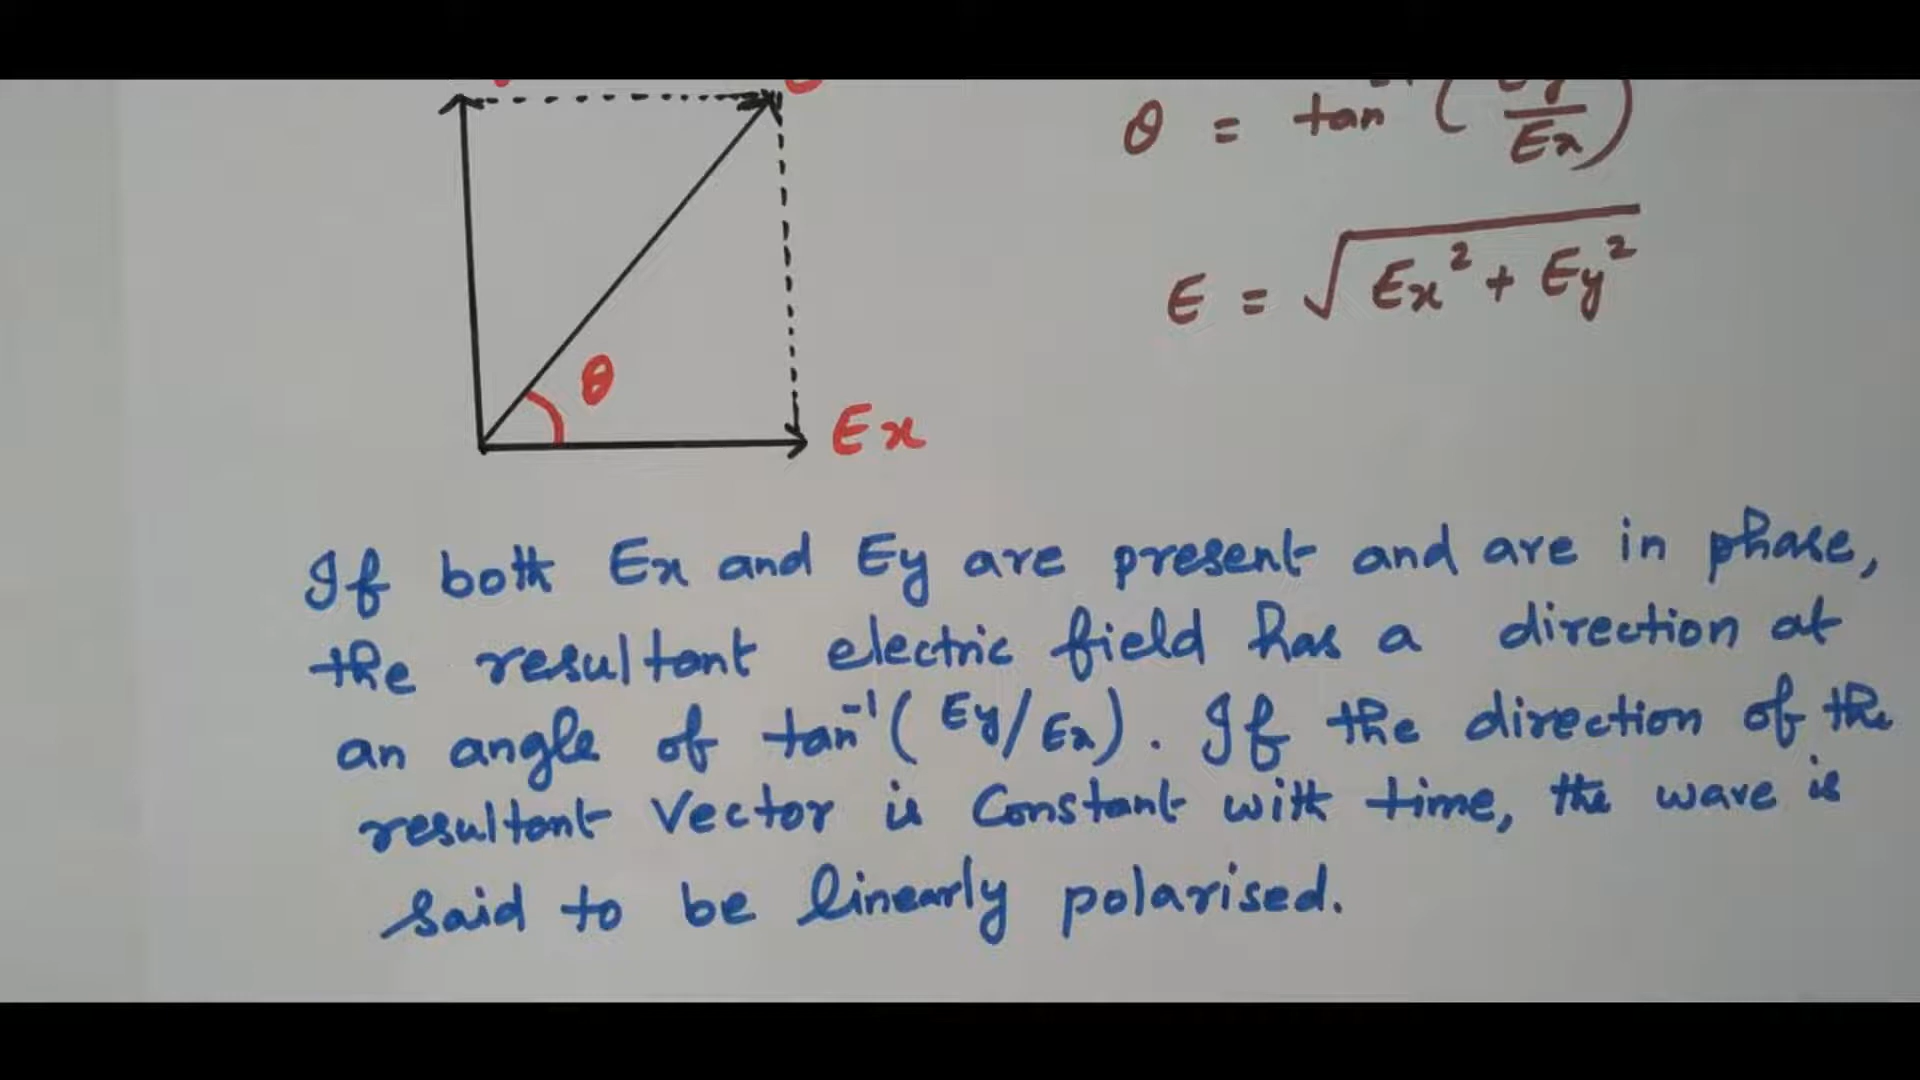 θ = tan⁻¹ (Ey/Ex)
E = √(Ex² + Ey²)
θ
Ex
If both Ex and Ey are present and are in phase,
the resultant electric field has a direction at
an angle of tan⁻¹(Ey/Ex). If the direction of the
resultant Vector is Constant with time, the wave is
said to be linearly polarised.